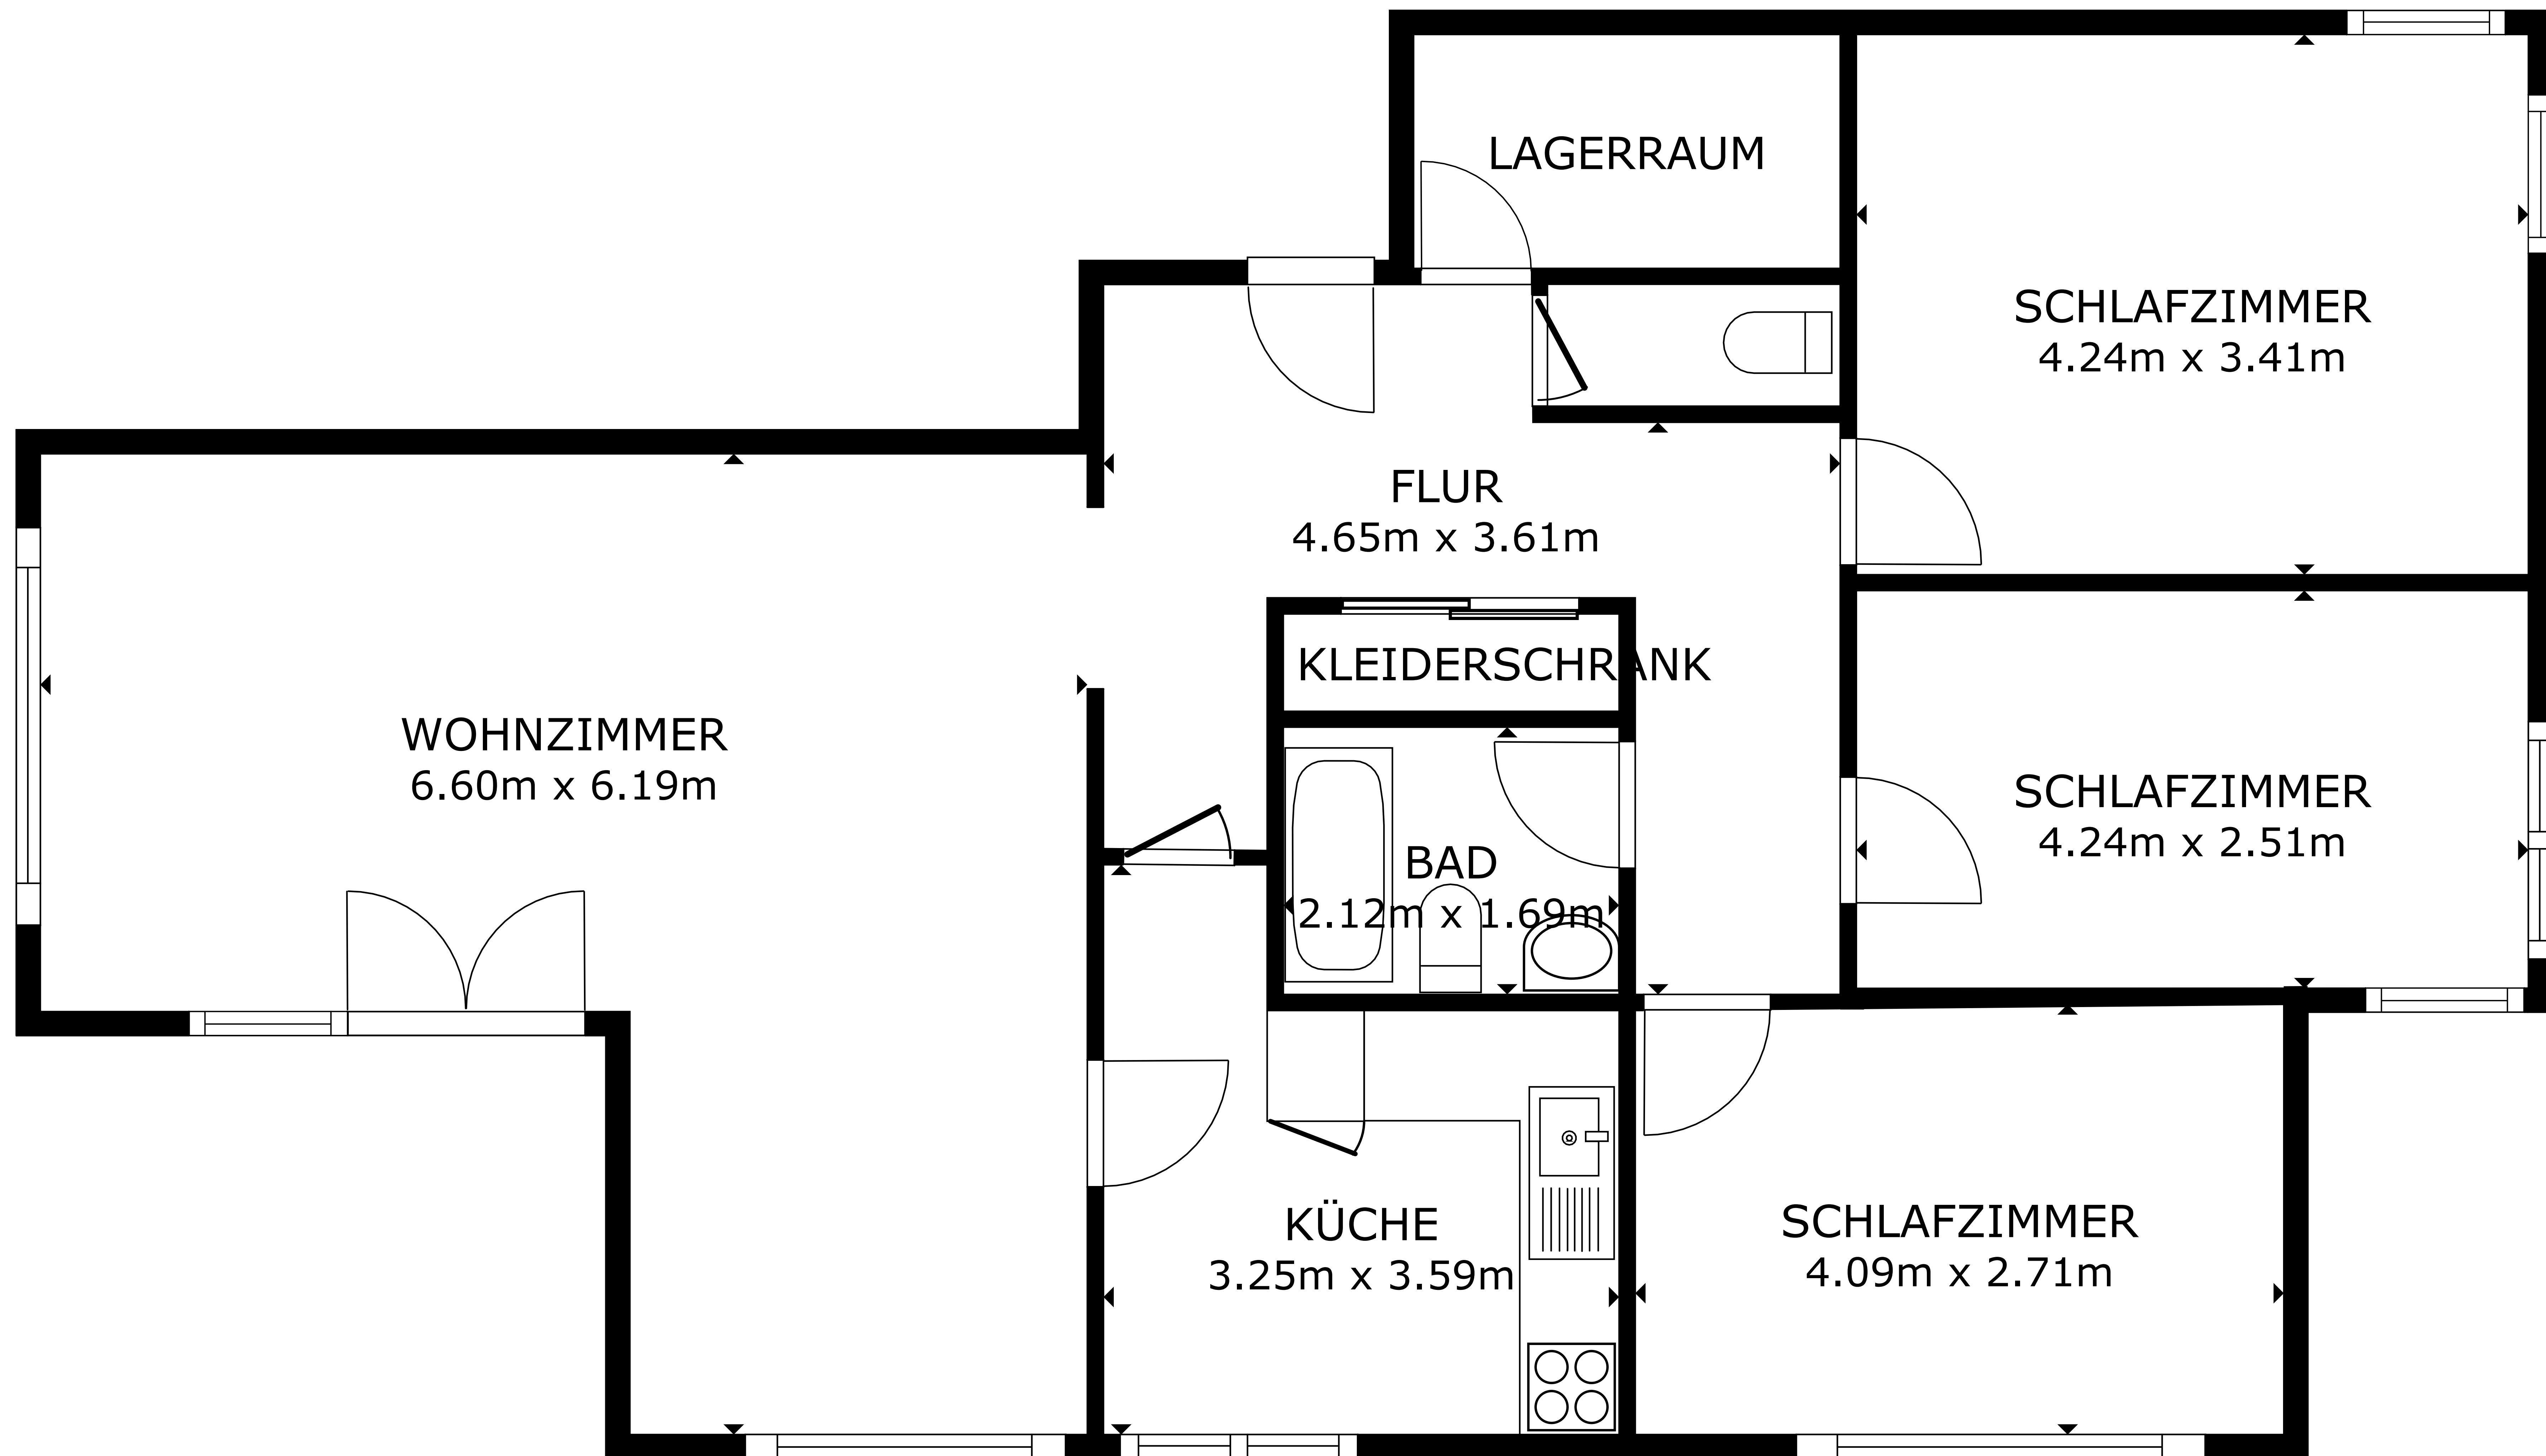 LAGERRAUM
SCHLAFZIMMER
4.24m x 3.41m
FLUR
4.65m x 3.61m
KLEIDERSCHRANK
WOHNZIMMER
6.60m x 6.19m
SCHLAFZIMMER
4.24m x 2.51m
BAD
2.12m x 1.69m
KÜCHE
3.25m x 3.59m
SCHLAFZIMMER
4.09m x 2.71m